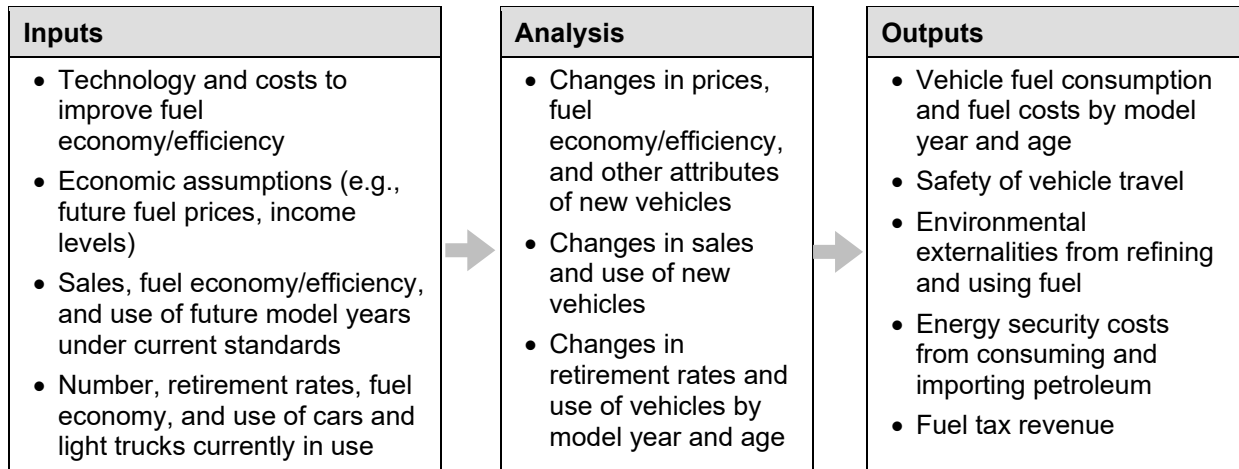 Inputs
• Technology and costs to
improve fuel
economy/efficiency
• Economic assumptions (e.g.,
future fuel prices, income
levels)
• Sales, fuel economy/efficiency,
and use of future model years
under current standards
• Number, retirement rates, fuel
economy, and use of cars and
light trucks currently in use
Analysis
• Changes in prices,
fuel
economy/efficiency,
and other attributes
of new vehicles
• Changes in sales
and use of new
vehicles
• Changes in
retirement rates and
use of vehicles by
model year and age
Outputs
• Vehicle fuel consumption
and fuel costs by model
year and age
• Safety of vehicle travel
• Environmental
externalities from refining
and using fuel
• Energy security costs
from consuming and
importing petroleum
• Fuel tax revenue